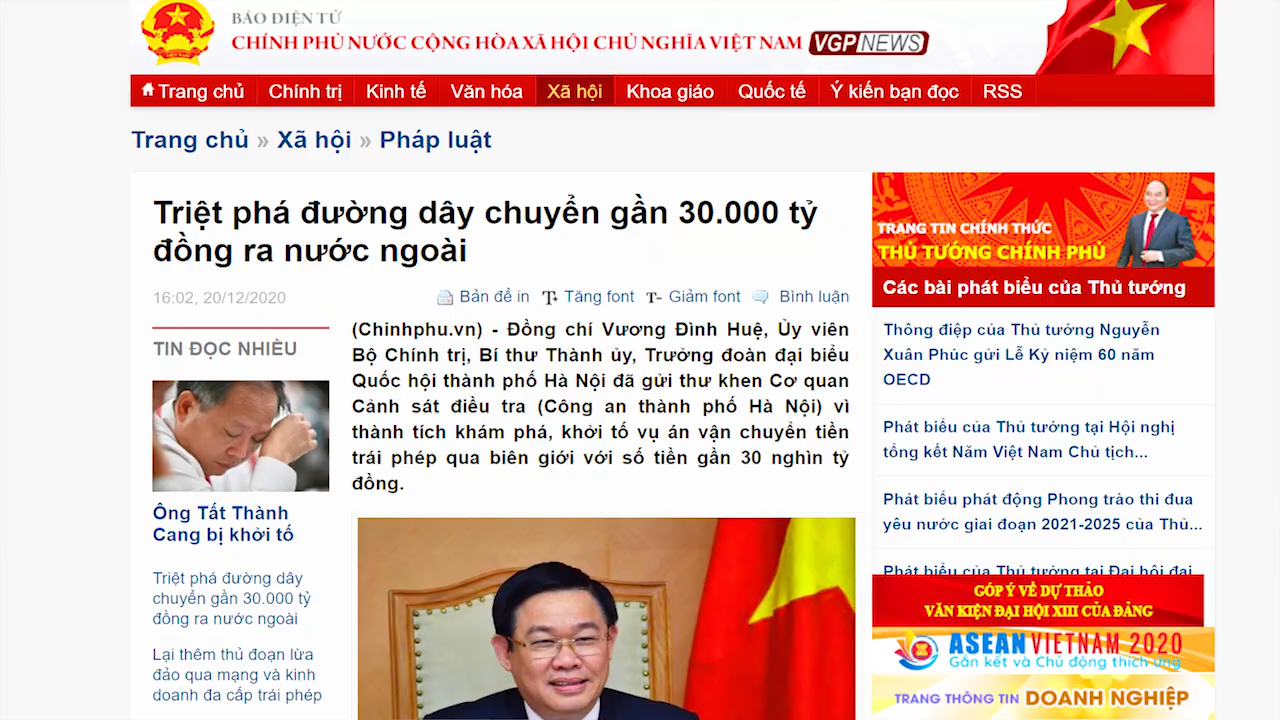 BÁO ĐIỆN TỬ
CHÍNH PHỦ NƯỚC CỘNG HÒA XÃ HỘI CHỦ NGHĨA VIỆT NAM VGP NEWS
Trang chủ Chính trị Kinh tế Văn hóa Xã hội Khoa giáo Quốc tế Ý kiến bạn đọc RSS
Trang chủ » Xã hội » Pháp luật
Triệt phá đường dây chuyển gần 30.000 tỷ
đồng ra nước ngoài
16:02, 20/12/2020
Bản để in T+ Tăng font T- Giảm font Bình luận
TIN ĐỌC NHIỀU
Ông Tất Thành
Cang bị khởi tố
Triệt phá đường dây
chuyển gần 30.000 tỷ
đồng ra nước ngoài
Lại thêm thủ đoạn lừa
đảo qua mạng và kinh
doanh đa cấp trái phép
(Chinhphu.vn) - Đồng chí Vương Đình Huệ, Ủy viên
Bộ Chính trị, Bí thư Thành ủy, Trưởng đoàn đại biểu
Quốc hội thành phố Hà Nội đã gửi thư khen Cơ quan
Cảnh sát điều tra (Công an thành phố Hà Nội) vì
thành tích khám phá, khởi tố vụ án vận chuyển tiền
trái phép qua biên giới với số tiền gần 30 nghìn tỷ
đồng.
TRANG TIN CHÍNH THỨC
THỦ TƯỚNG CHÍNH PHỦ
Các bài phát biểu của Thủ tướng
Thông điệp của Thủ tướng Nguyễn
Xuân Phúc gửi Lễ Kỷ niệm 60 năm
OECD
Phát biểu của Thủ tướng tại Hội nghị
tổng kết Năm Việt Nam Chủ tịch...
Phát biểu phát động Phong trào thi đua
yêu nước giai đoạn 2021-2025 của Thủ...
Phát biểu của Thủ tướng tại Đại hội đại
GÓP Ý VỀ DỰ THẢO
VĂN KIỆN ĐẠI HỘI XIII CỦA ĐẢNG
ASEAN VIETNAM 2020
Gắn kết và Chủ động thích ứng
TRANG THÔNG TIN DOANH NGHIỆP